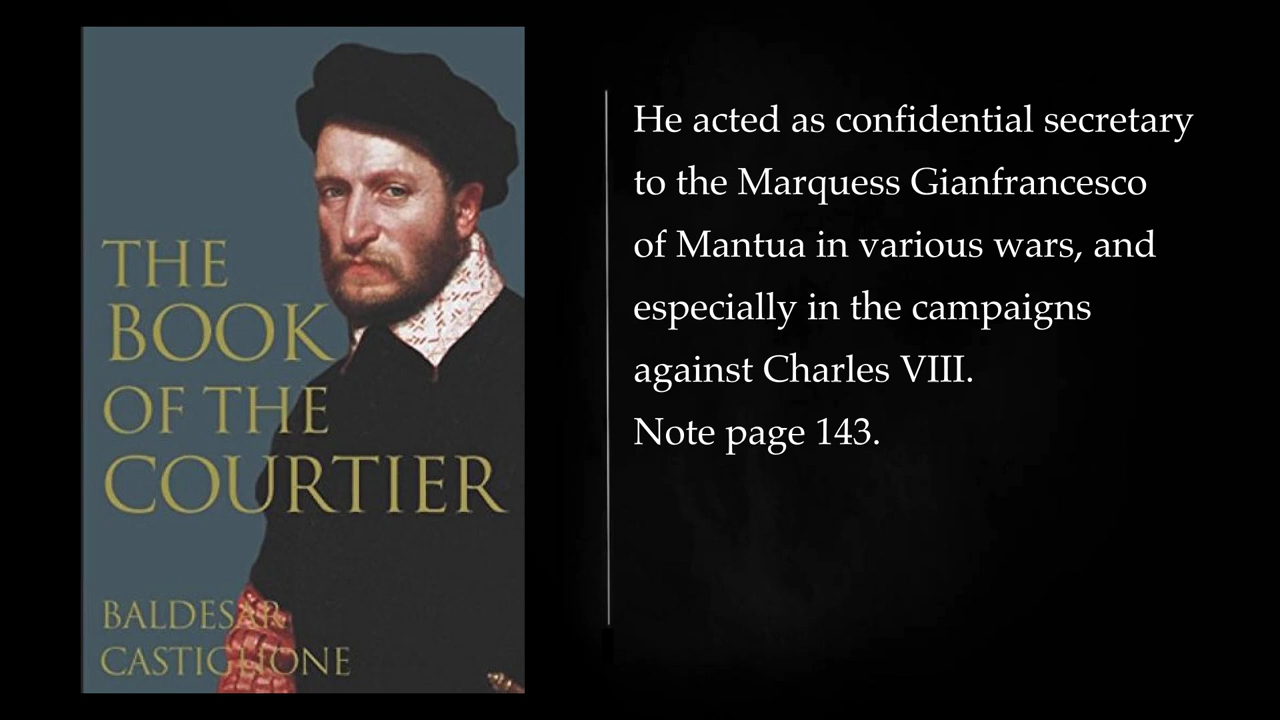 THE
BOOK
OF THE
COURTIER
BALDESAR
CASTIGLIONE
He acted as confidential secretary
to the Marquess Gianfrancesco
of Mantua in various wars, and
especially in the campaigns
against Charles VIII.
Note page 143.